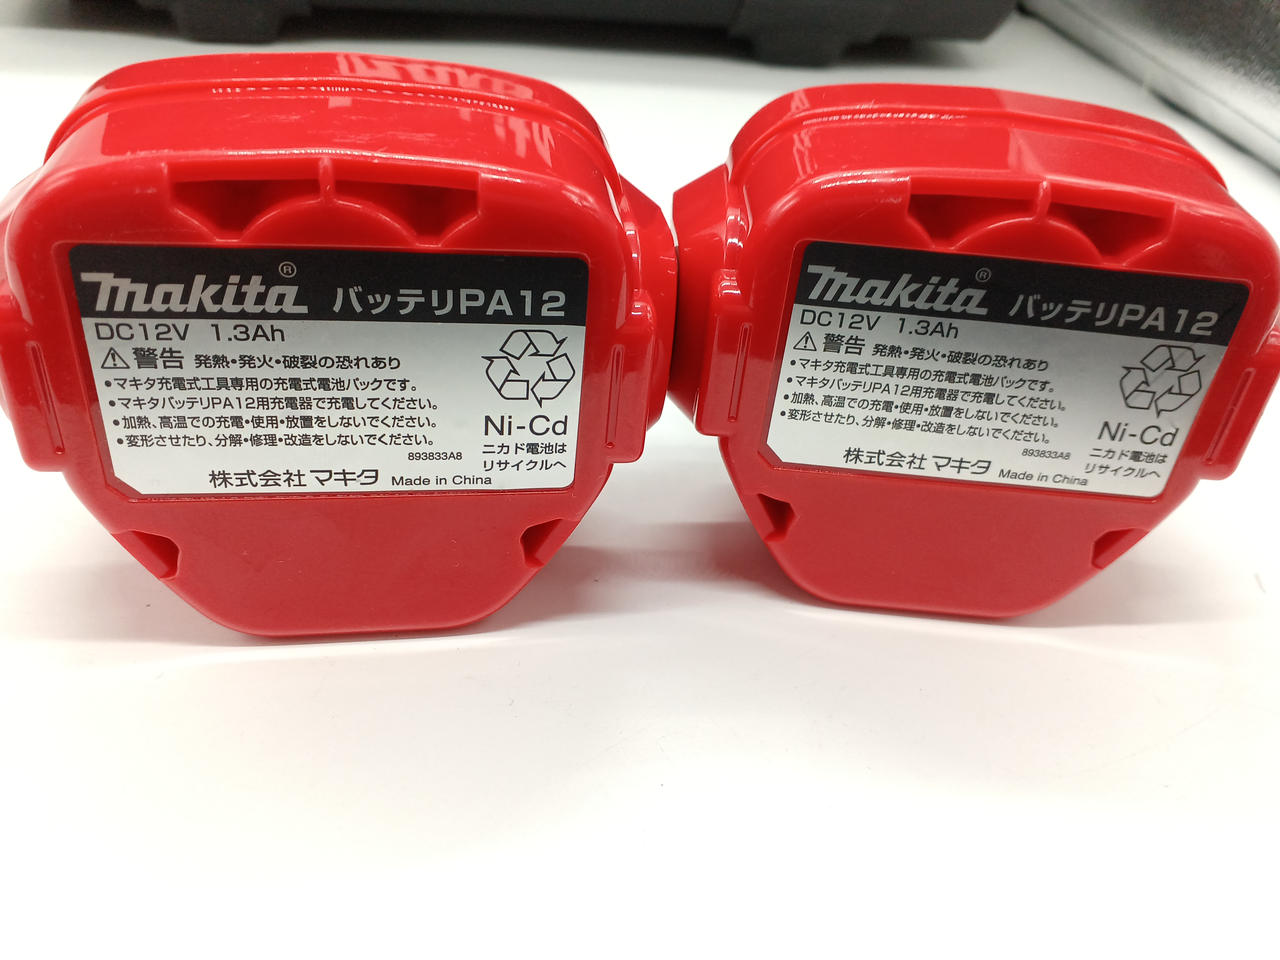 makita® バッテリPA12
DC12V 1.3Ah
⚠警告 発熱・発火・破裂の恐れあり
・マキタ充電式工具専用の充電式電池パックです。
・マキタバッテリPA12用充電器で充電してください。
・加熱、高温での充電・使用・放置をしないでください。
・変形させたり、分解・修理・改造をしないでください。
893833A8
株式会社マキタ Made in China
Ni-Cd
ニカド電池は
リサイクルへ
makita® バッテリPA12
DC12V 1.3Ah
⚠警告 発熱・発火・破裂の恐れあり
・マキタ充電式工具専用の充電式電池パックです。
・マキタバッテリPA12用充電器で充電してください。
・加熱、高温での充電・使用・放置をしないでください。
・変形させたり、分解・修理・改造をしないでください。
893833A8
株式会社マキタ Made in China
Ni-Cd
ニカド電池は
リサイクルへ